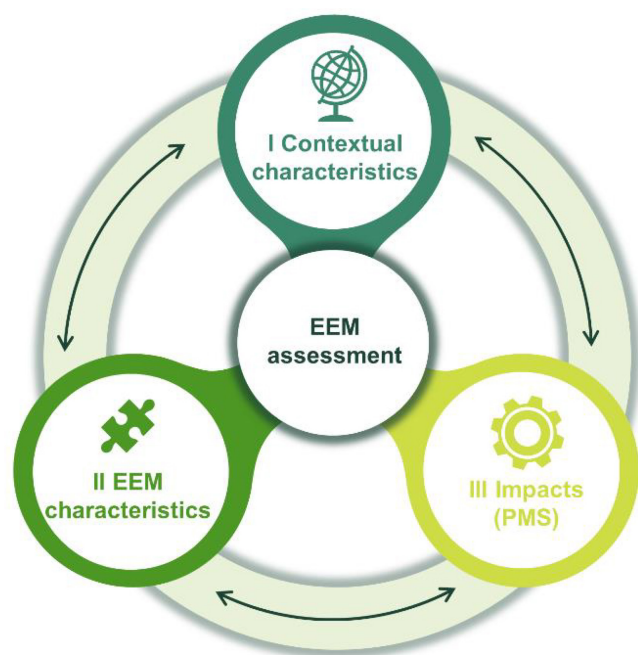 I Contextual
characteristics
EEM
assessment
II EEM
characteristics
III Impacts
(PMS)